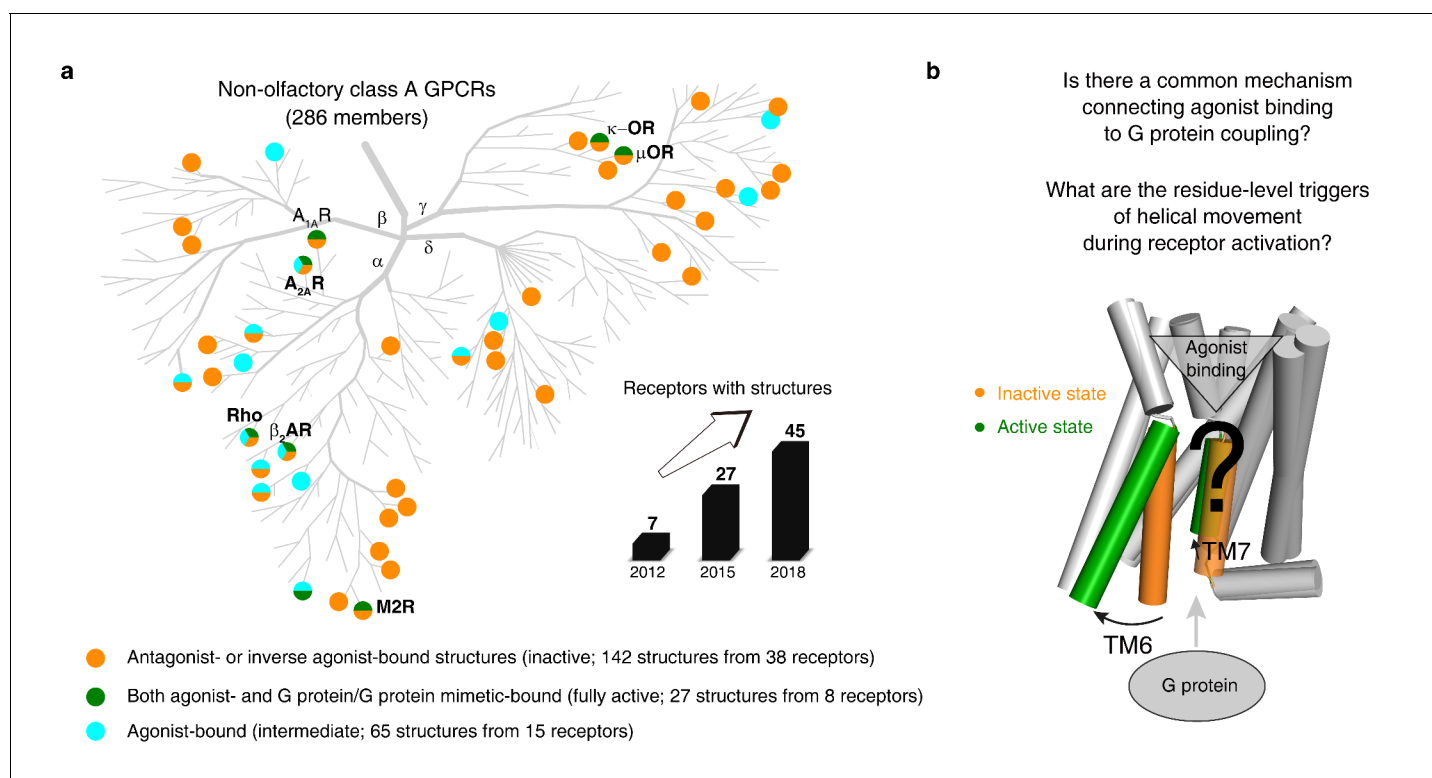 a
Non-olfactory class A GPCRs
(286 members)
κ–OR
μOR
A1AR
A2AR
β
γ
α
δ
Rho
β2AR
M2R
Receptors with structures
7
27
45
2012
2015
2018
Antagonist- or inverse agonist-bound structures (inactive; 142 structures from 38 receptors)
Both agonist- and G protein/G protein mimetic-bound (fully active; 27 structures from 8 receptors)
Agonist-bound (intermediate; 65 structures from 15 receptors)
b
Is there a common mechanism
connecting agonist binding
to G protein coupling?
What are the residue-level triggers
of helical movement
during receptor activation?
Agonist
binding
Inactive state
Active state
?
TM7
TM6
G protein